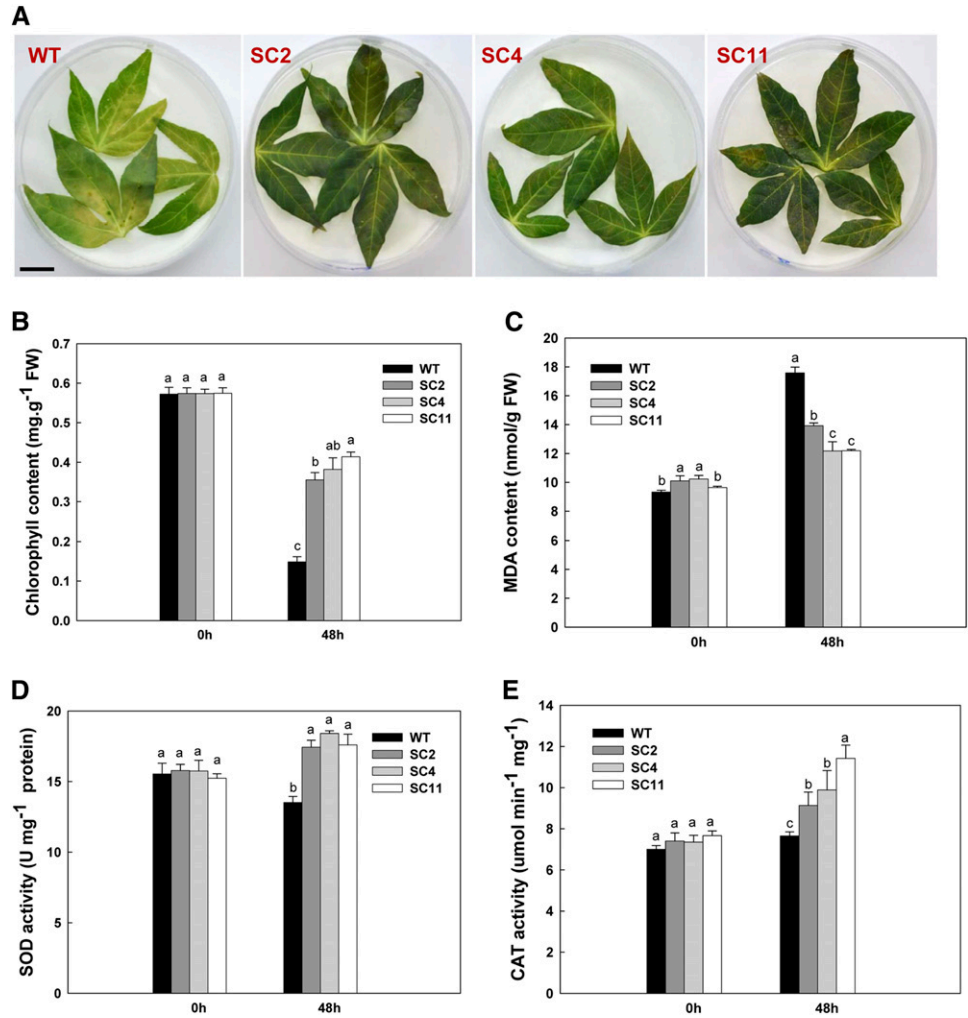 A
WT
SC2
SC4
SC11
B
Chlorophyll content (mg.g⁻¹ FW)
0.7
0.6
0.5
0.4
0.3
0.2
0.1
0.0
a a a a
c
b
ab
a
WT
SC2
SC4
SC11
0h
48h
C
MDA content (nmol/g FW)
20
18
16
14
12
10
8
6
4
2
0
WT
SC2
SC4
SC11
b a a b
a
b
c c
0h
48h
D
SOD activity (U mg⁻¹ protein)
20
15
10
5
0
a a a a
b
a a a
WT
SC2
SC4
SC11
0h
48h
E
CAT activity (umol min⁻¹ mg⁻¹)
14
12
10
8
6
4
2
0
WT
SC2
SC4
SC11
a a a a
c
b
b
a
0h
48h